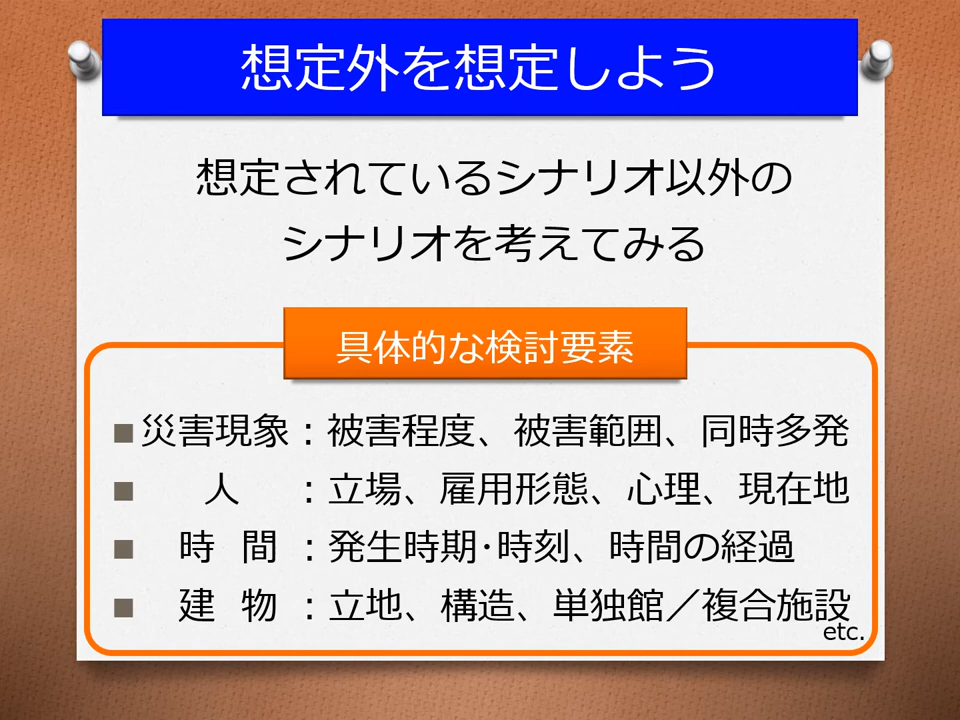 想定外を想定しよう
想定されているシナリオ以外の
シナリオを考えてみる
具体的な検討要素
■災害現象：被害程度、被害範囲、同時多発
■ 人 ：立場、雇用形態、心理、現在地
■ 時 間 ：発生時期･時刻、時間の経過
■ 建 物 ：立地、構造、単独館／複合施設
etc.